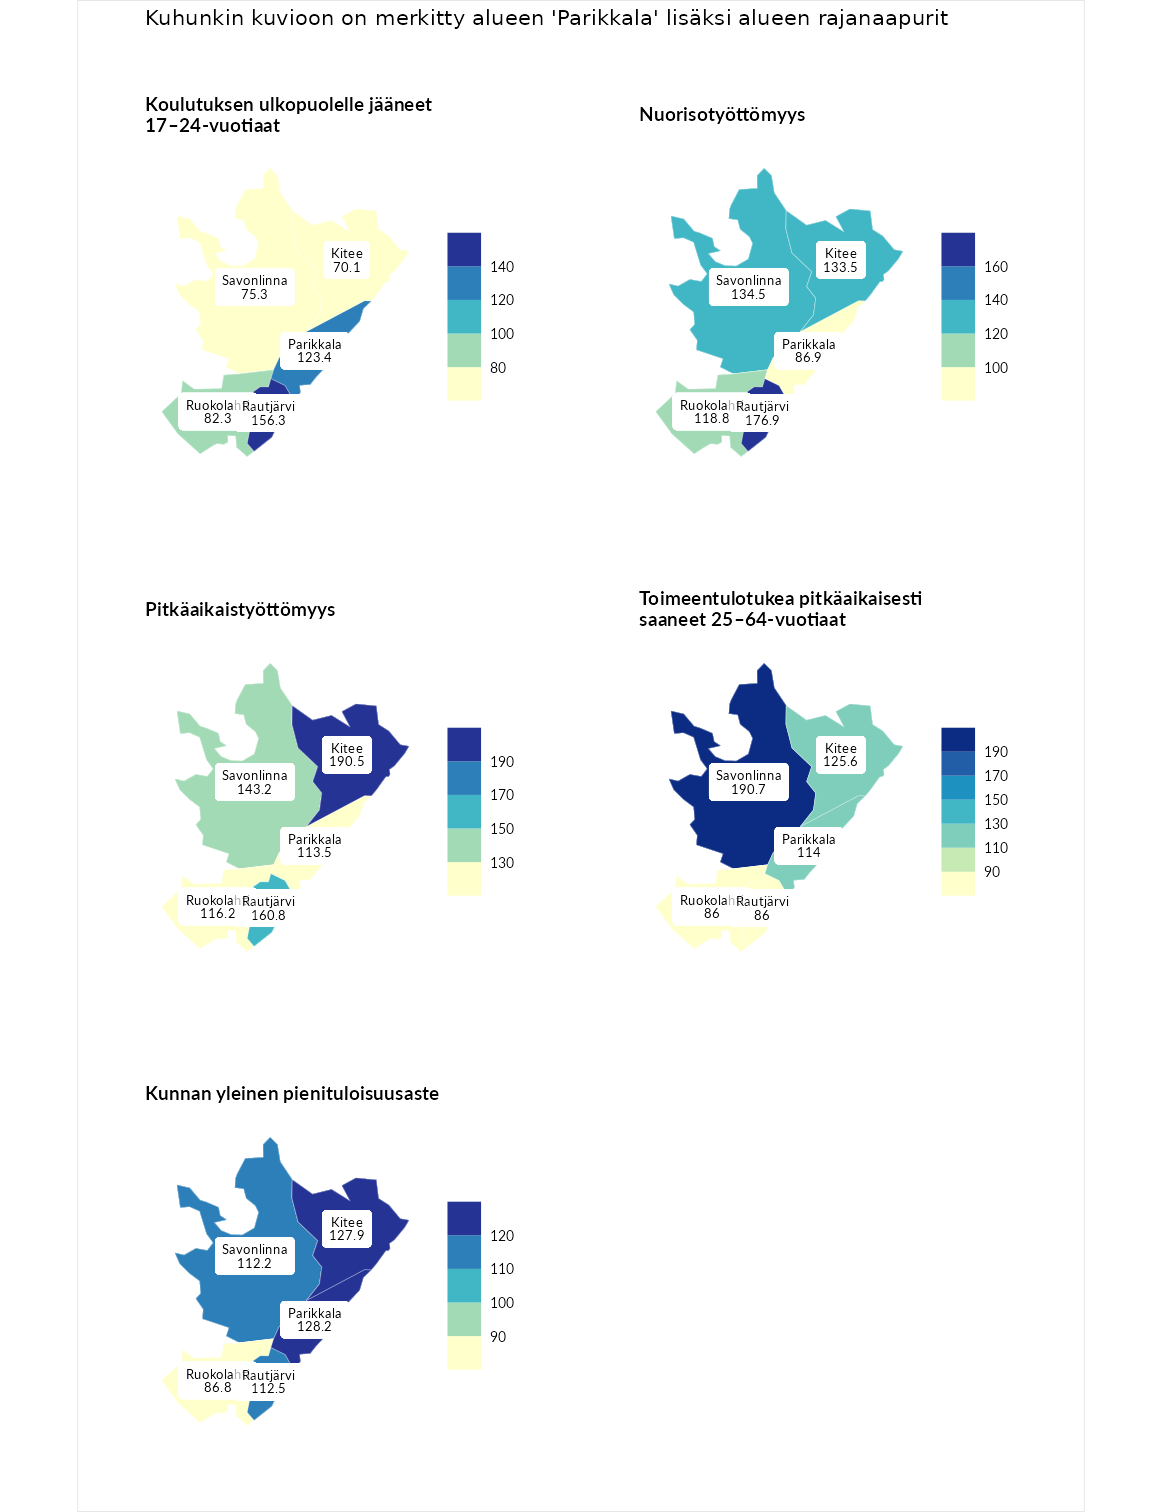 Kuhunkin kuvioon on merkitty alueen 'Parikkala' lisäksi alueen rajanaapurit
Koulutuksen ulkopuolelle jääneet
17–24-vuotiaat
Kitee
70.1
Savonlinna
75.3
Parikkala
123.4
Ruokolahti
82.3
Rautjärvi
156.3
140
120
100
80
Nuorisotyöttömyys
Kitee
133.5
Savonlinna
134.5
Parikkala
86.9
Ruokolahti
118.8
Rautjärvi
176.9
160
140
120
100
Pitkäaikaistyöttömyys
Kitee
190.5
Savonlinna
143.2
Parikkala
113.5
Ruokolahti
116.2
Rautjärvi
160.8
190
170
150
130
Toimeentulotukea pitkäaikaisesti
saaneet 25–64-vuotiaat
Kitee
125.6
Savonlinna
190.7
Parikkala
114
Ruokolahti
86
Rautjärvi
86
190
170
150
130
110
90
Kunnan yleinen pienituloisuusaste
Kitee
127.9
Savonlinna
112.2
Parikkala
128.2
Ruokolahti
86.8
Rautjärvi
112.5
120
110
100
90